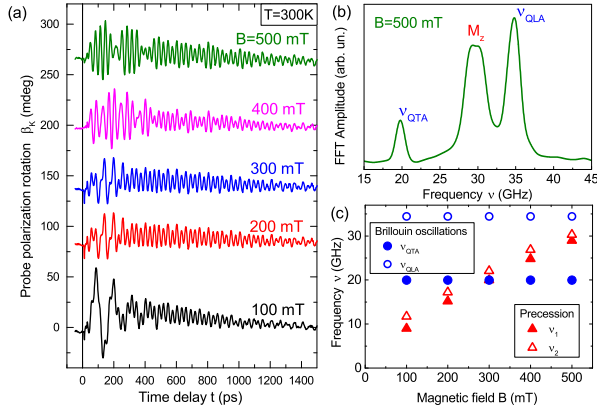 (a)
T=300K
B=500 mT
400 mT
300 mT
200 mT
100 mT
300
250
200
150
100
50
0
Probe polarization rotation β_K (mdeg)
0 200 400 600 800 1000 1200 1400
Time delay t (ps)
(b)
B=500 mT
ν_QTA
M_z
ν_QLA
FFT Amplitude (arb. un.)
15 20 25 30 35 40 45
Frequency ν (GHz)
(c)
Brillouin oscillations
ν_QTA
ν_QLA
Precession
ν_1
ν_2
30
20
10
0
Frequency ν (GHz)
0 100 200 300 400 500
Magnetic field B (mT)